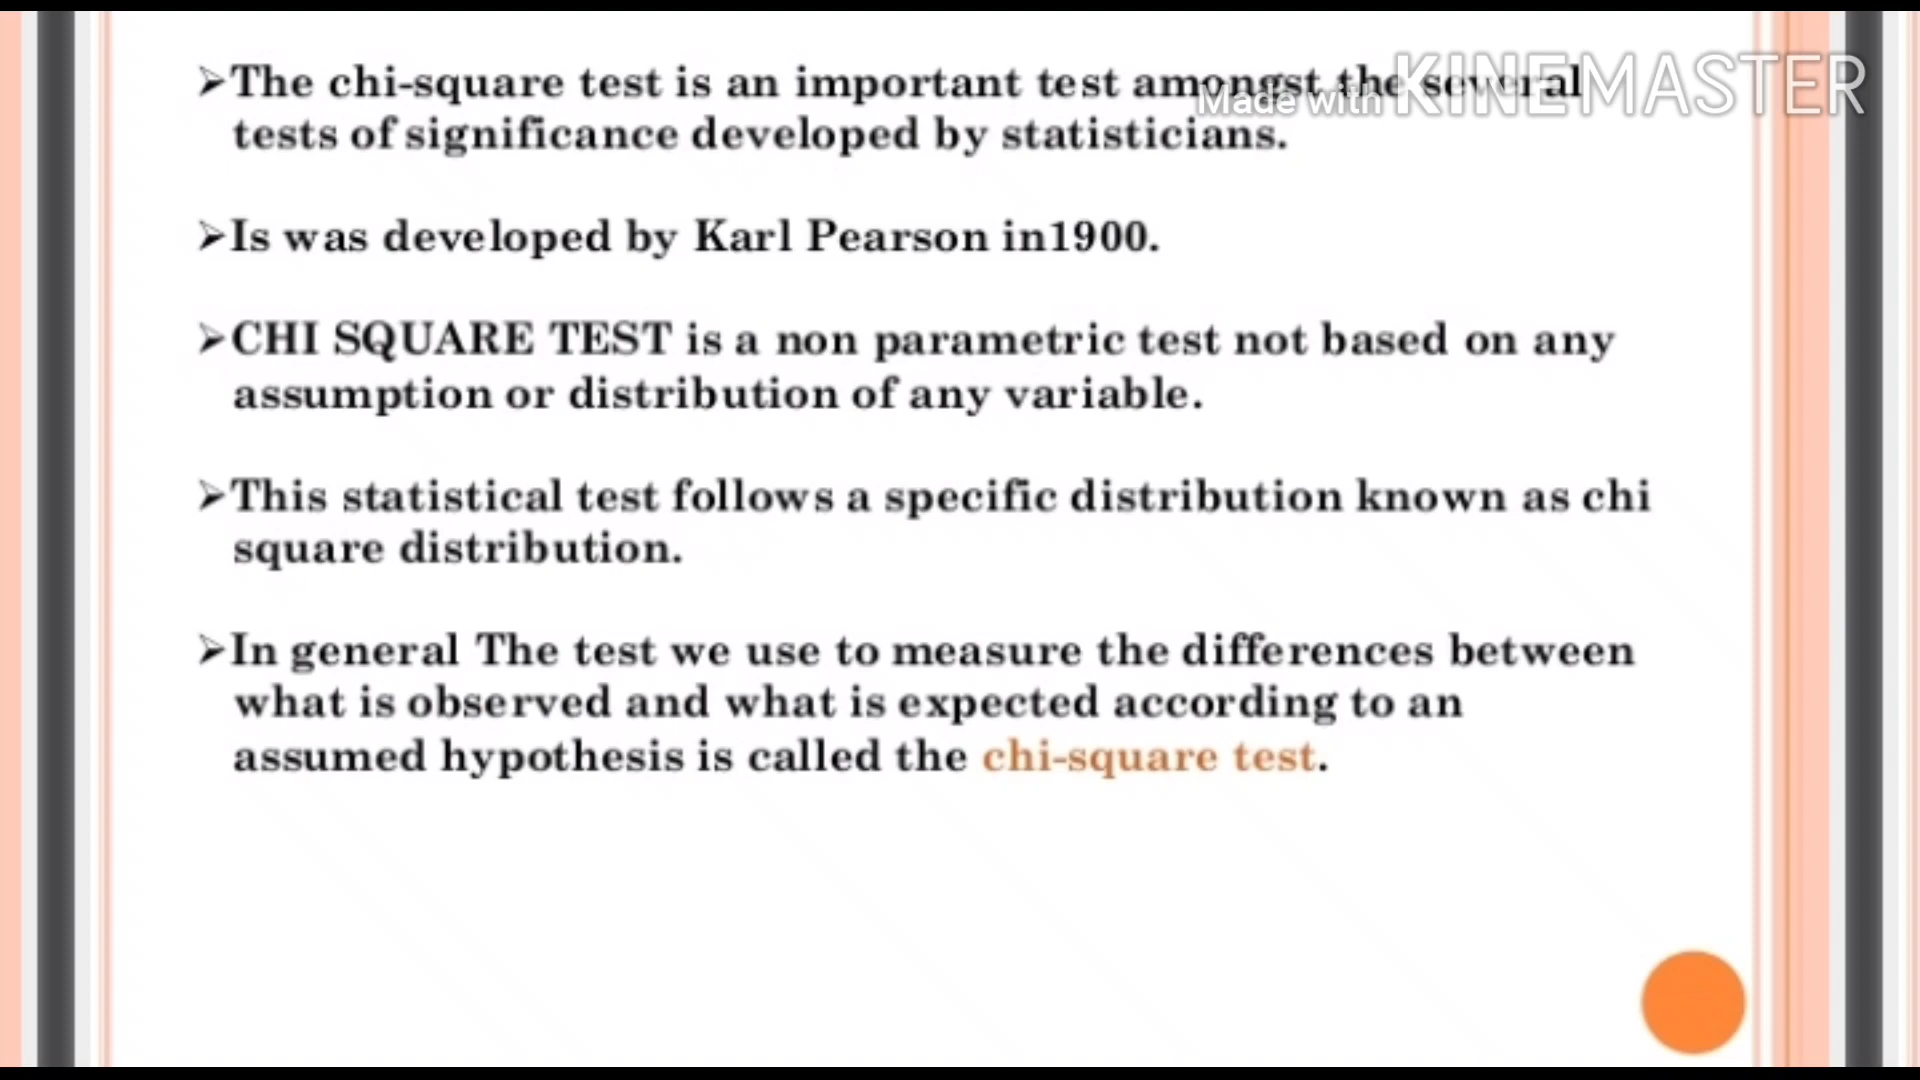 ➢The chi-square test is an important test amongst the several
Made with KINEMASTER
tests of significance developed by statisticians.
➢Is was developed by Karl Pearson in1900.
➢CHI SQUARE TEST is a non parametric test not based on any
assumption or distribution of any variable.
➢This statistical test follows a specific distribution known as chi
square distribution.
➢In general The test we use to measure the differences between
what is observed and what is expected according to an
assumed hypothesis is called the chi-square test.